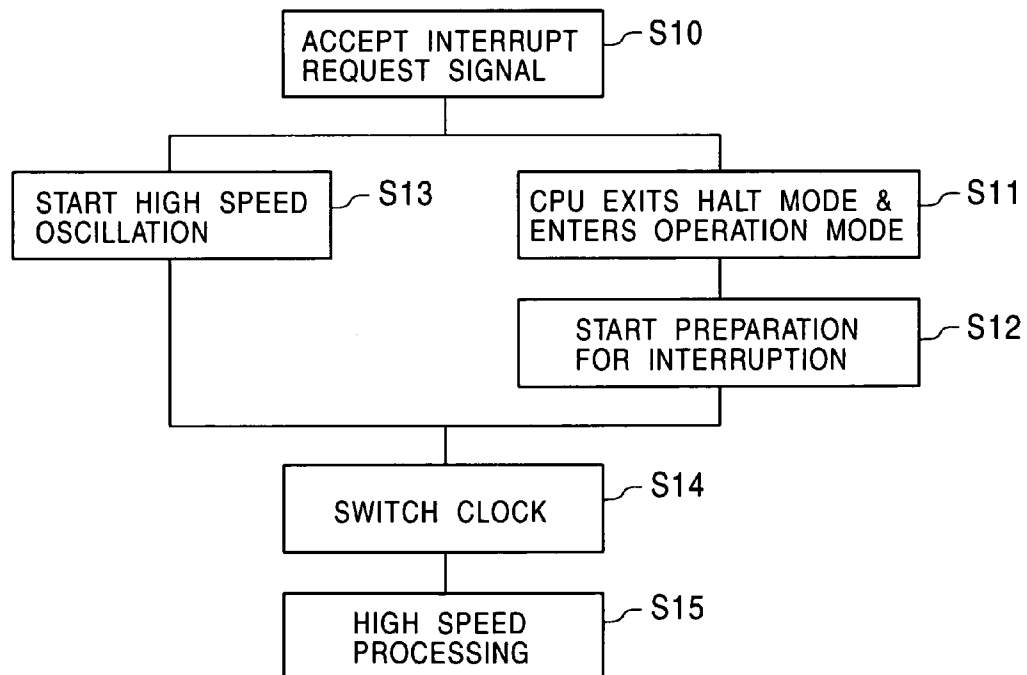 ACCEPT INTERRUPT
REQUEST SIGNAL
S10
START HIGH SPEED
OSCILLATION
S13
CPU EXITS HALT MODE &
ENTERS OPERATION MODE
S11
START PREPARATION
FOR INTERRUPTION
S12
SWITCH CLOCK
S14
HIGH SPEED
PROCESSING
S15